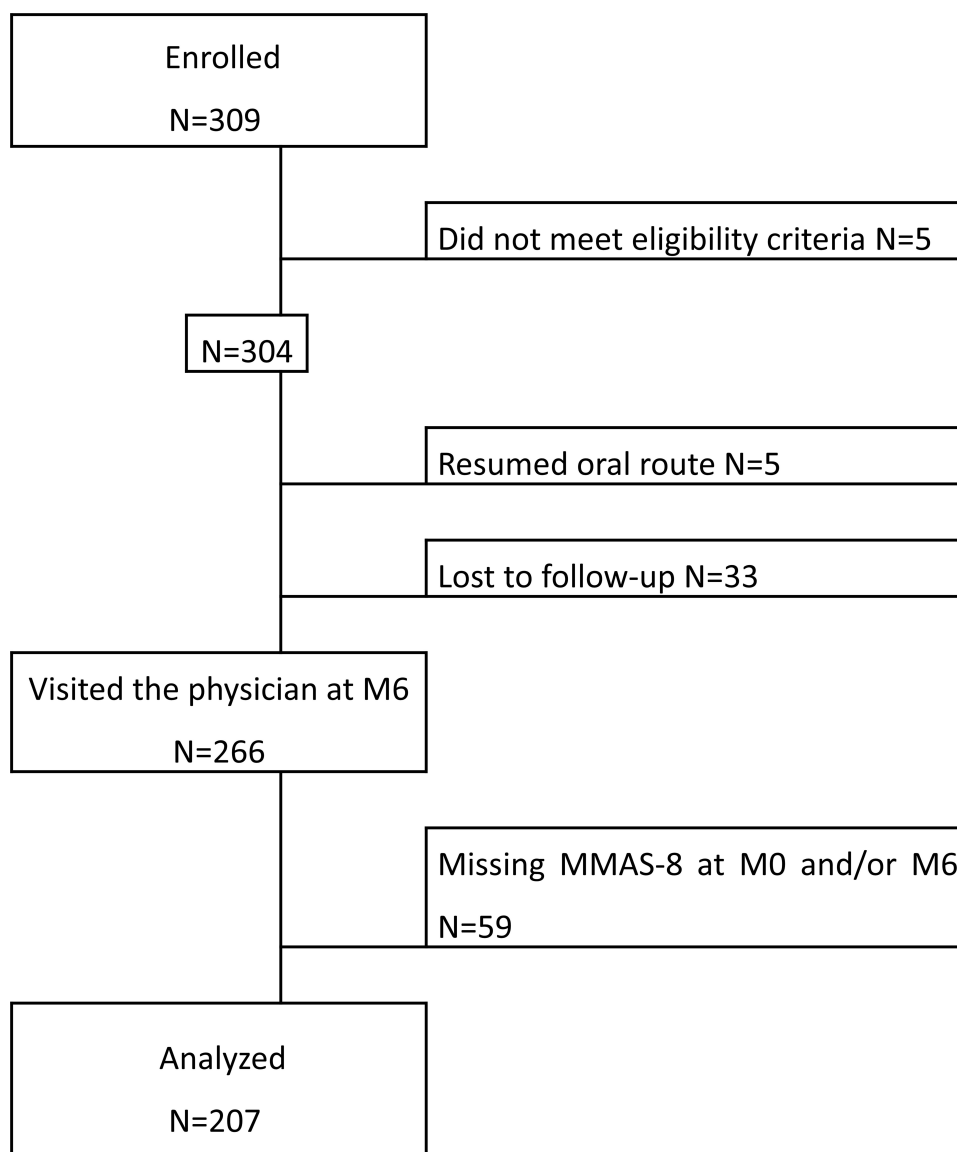 Enrolled
N=309
Did not meet eligibility criteria N=5
N=304
Resumed oral route N=5
Lost to follow-up N=33
Visited the physician at M6
N=266
Missing MMAS-8 at M0 and/or M6
N=59
Analyzed
N=207